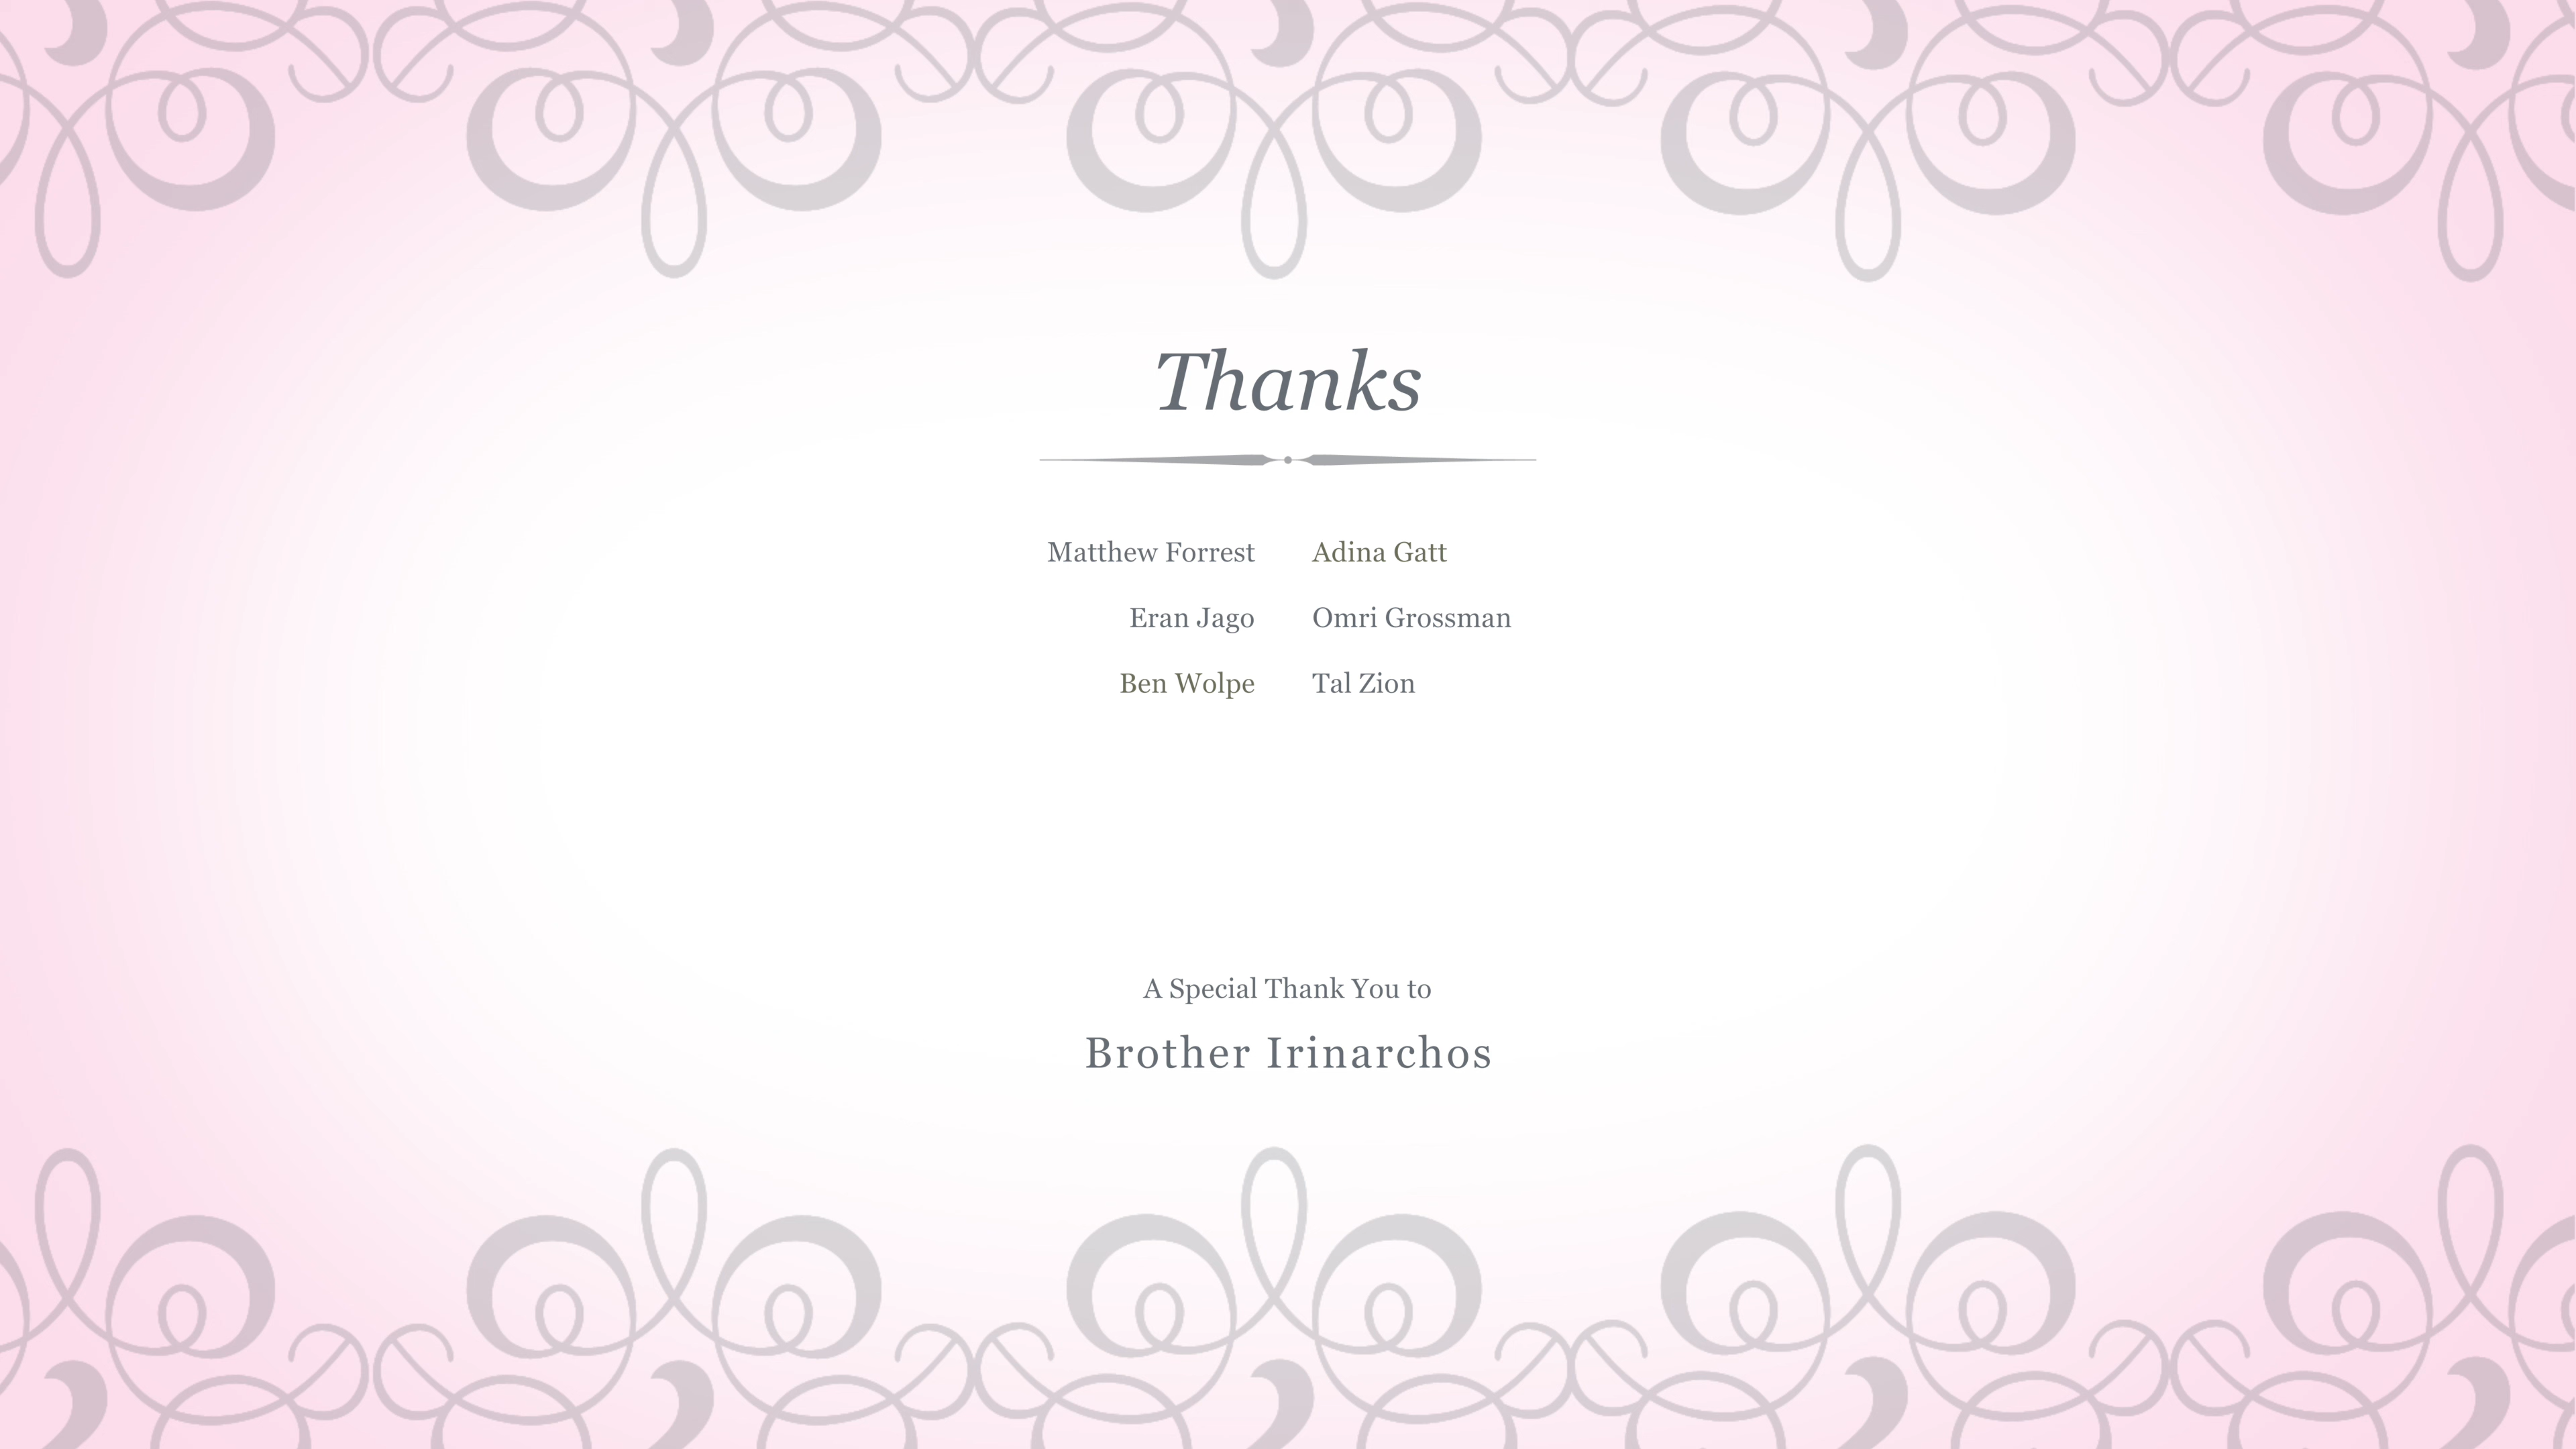 Thanks
Matthew Forrest Adina Gatt
Eran Jago Omri Grossman
Ben Wolpe Tal Zion
A Special Thank You to
Brother Irinarchos